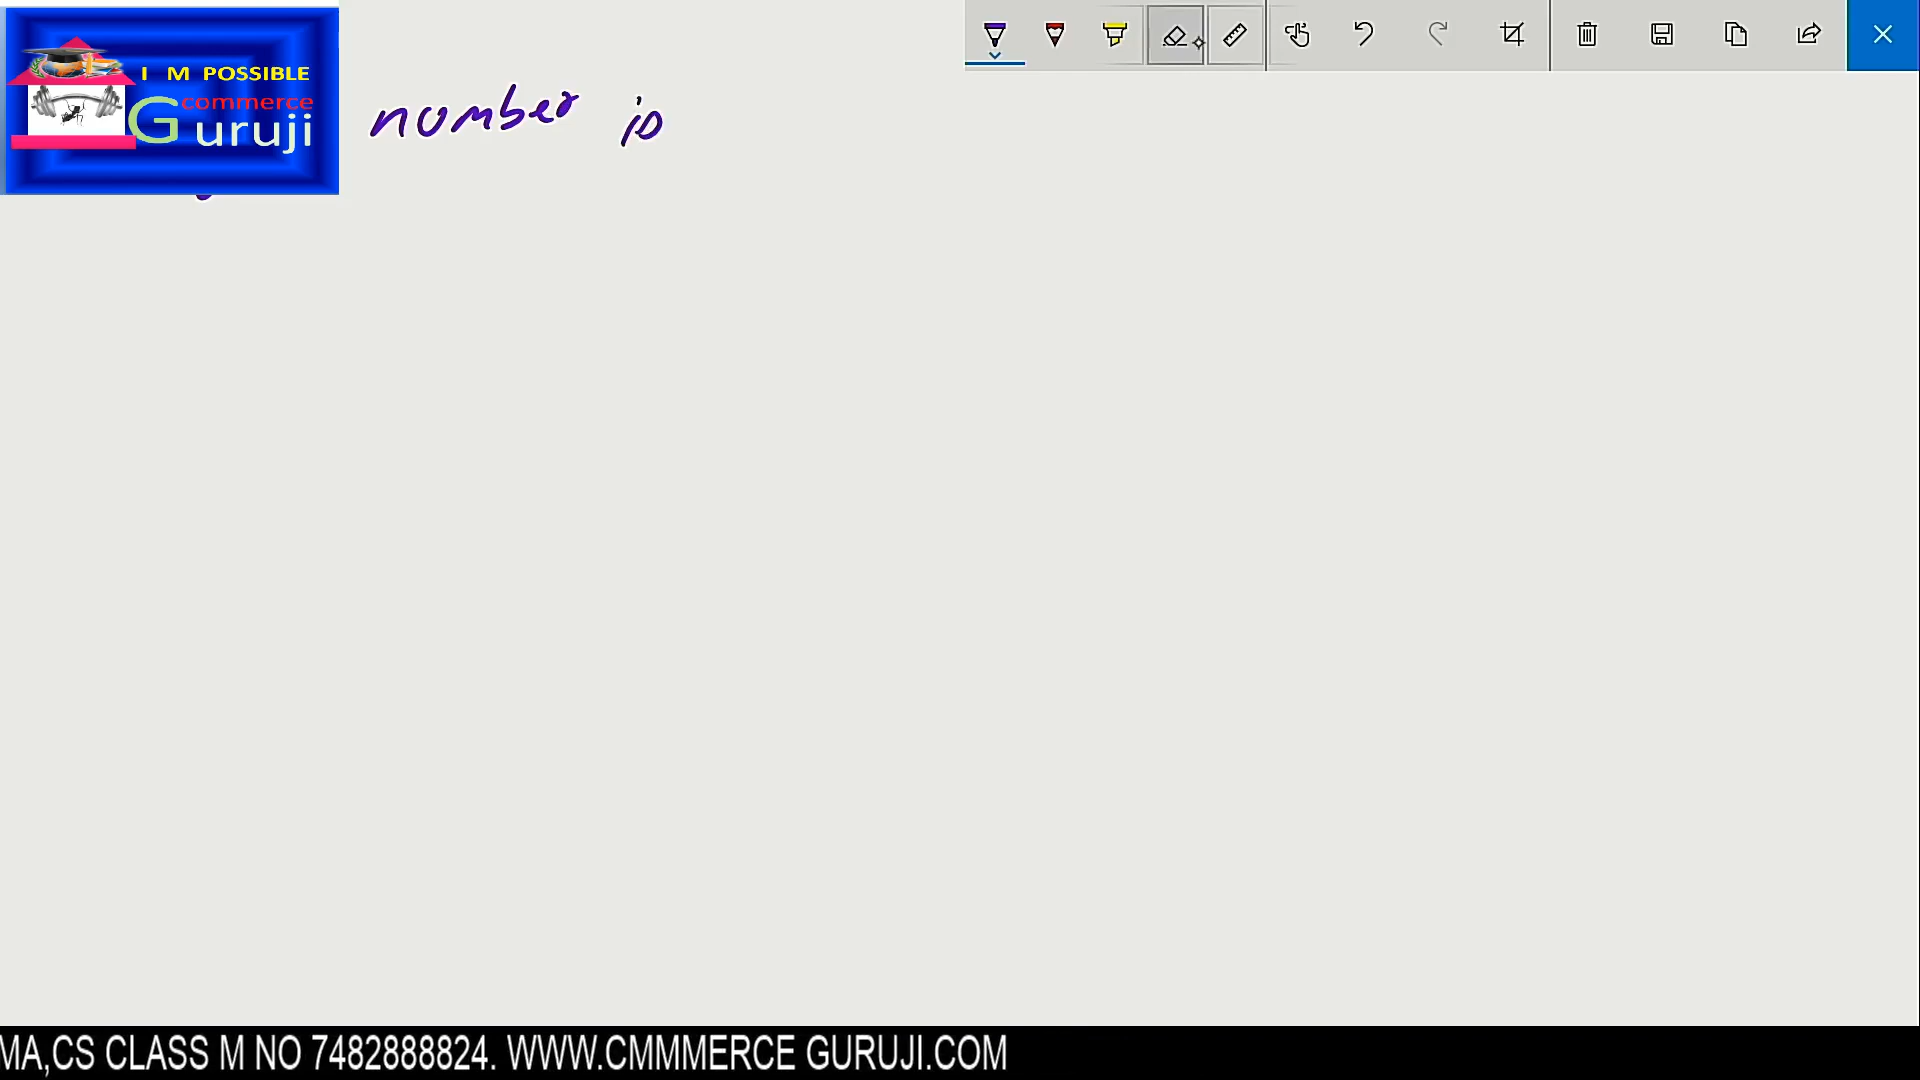 I M POSSIBLE
commerce
Guruji
number is
MA,CS CLASS M NO 7482888824. WWW.CMMMERCE GURUJI.COM